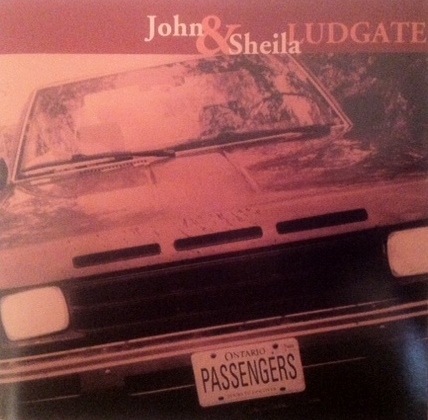 John & Sheila LUDGATE
ONTARIO
PASSENGERS